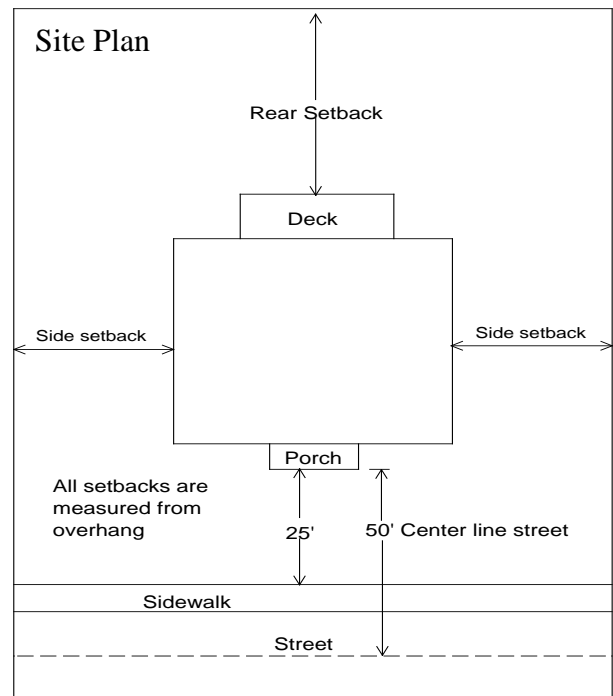 Site Plan
Rear Setback
Deck
Side setback
Side setback
Porch
All setbacks are
measured from
overhang
25'
50' Center line street
Sidewalk
Street